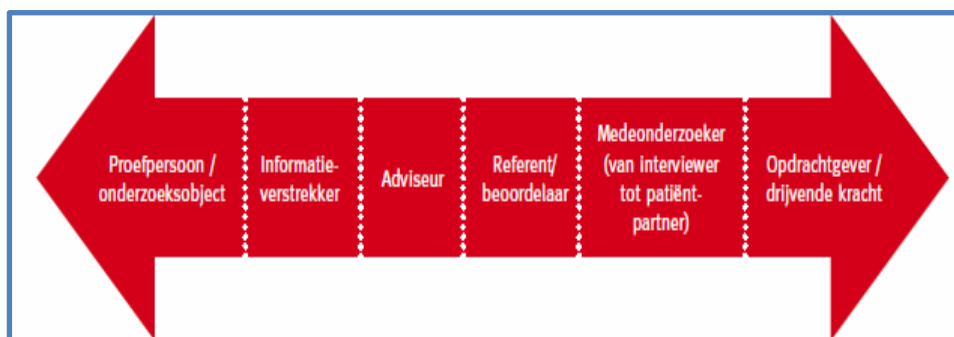 Proefpersoon /
onderzoeksobject
Informatie-
verstrekker
Adviseur
Referent/
beoordelaar
Medeonderzoeker
(van interviewer
tot patiënt-
partner)
Opdrachtgever /
drijvende kracht